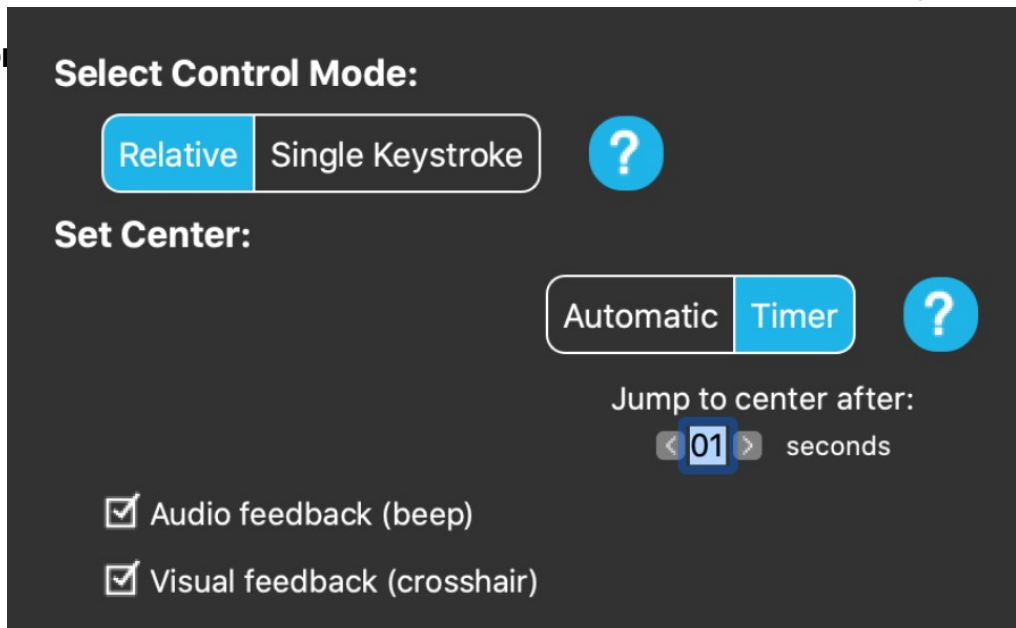 Select Control Mode:
Relative Single Keystroke ?
Set Center:
Automatic Timer ?
Jump to center after:
< 01 > seconds
Audio feedback (beep)
Visual feedback (crosshair)